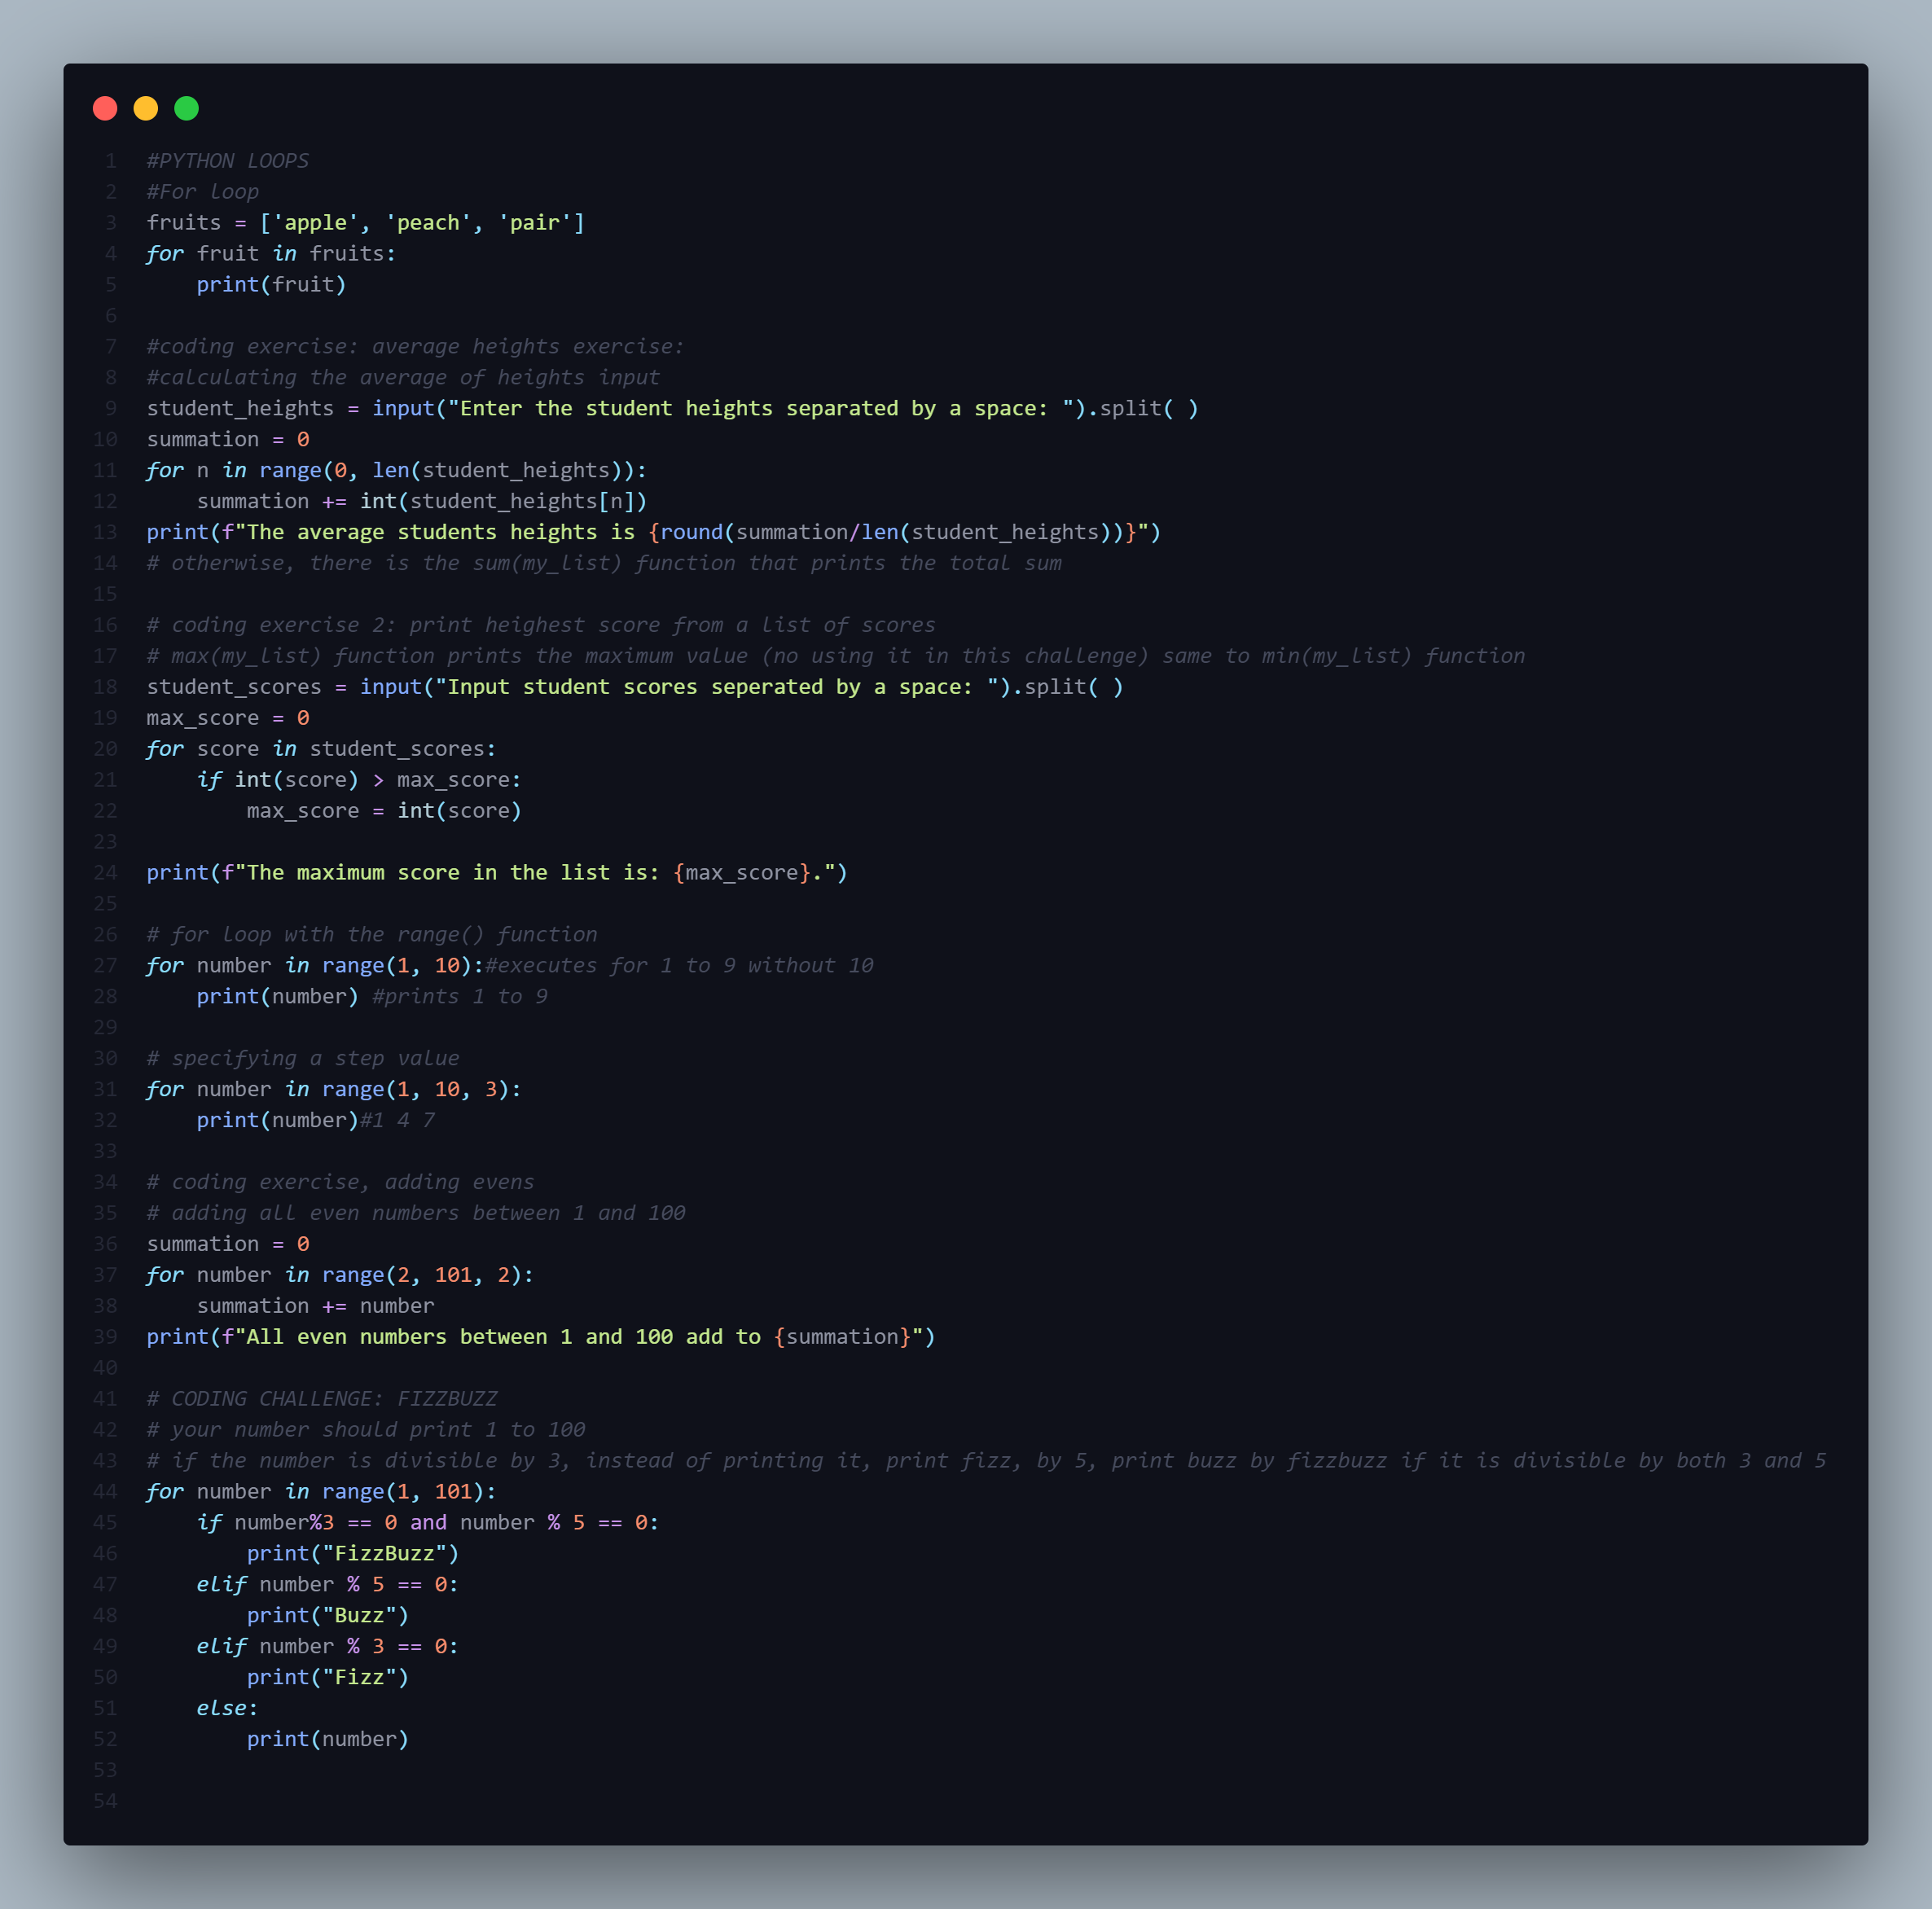 1 #PYTHON LOOPS
2 #For loop
3 fruits = ['apple', 'peach', 'pair']
4 for fruit in fruits:
5     print(fruit)
6
7 #coding exercise: average heights exercise:
8 #calculating the average of heights input
9 student_heights = input("Enter the student heights separated by a space: ").split( )
10 summation = 0
11 for n in range(0, len(student_heights)):
12     summation += int(student_heights[n])
13 print(f"The average students heights is {round(summation/len(student_heights))}")
14 # otherwise, there is the sum(my_list) function that prints the total sum
15
16 # coding exercise 2: print heighest score from a list of scores
17 # max(my_list) function prints the maximum value (no using it in this challenge) same to min(my_list) function
18 student_scores = input("Input student scores seperated by a space: ").split( )
19 max_score = 0
20 for score in student_scores:
21     if int(score) > max_score:
22         max_score = int(score)
23
24 print(f"The maximum score in the list is: {max_score}.")
25
26 # for loop with the range() function
27 for number in range(1, 10):#executes for 1 to 9 without 10
28     print(number) #prints 1 to 9
29
30 # specifying a step value
31 for number in range(1, 10, 3):
32     print(number)#1 4 7
33
34 # coding exercise, adding evens
35 # adding all even numbers between 1 and 100
36 summation = 0
37 for number in range(2, 101, 2):
38     summation += number
39 print(f"All even numbers between 1 and 100 add to {summation}")
40
41 # CODING CHALLENGE: FIZZBUZZ
42 # your number should print 1 to 100
43 # if the number is divisible by 3, instead of printing it, print fizz, by 5, print buzz by fizzbuzz if it is divisible by both 3 and 5
44 for number in range(1, 101):
45     if number%3 == 0 and number % 5 == 0:
46         print("FizzBuzz")
47     elif number % 5 == 0:
48         print("Buzz")
49     elif number % 3 == 0:
50         print("Fizz")
51     else:
52         print(number)
53
54